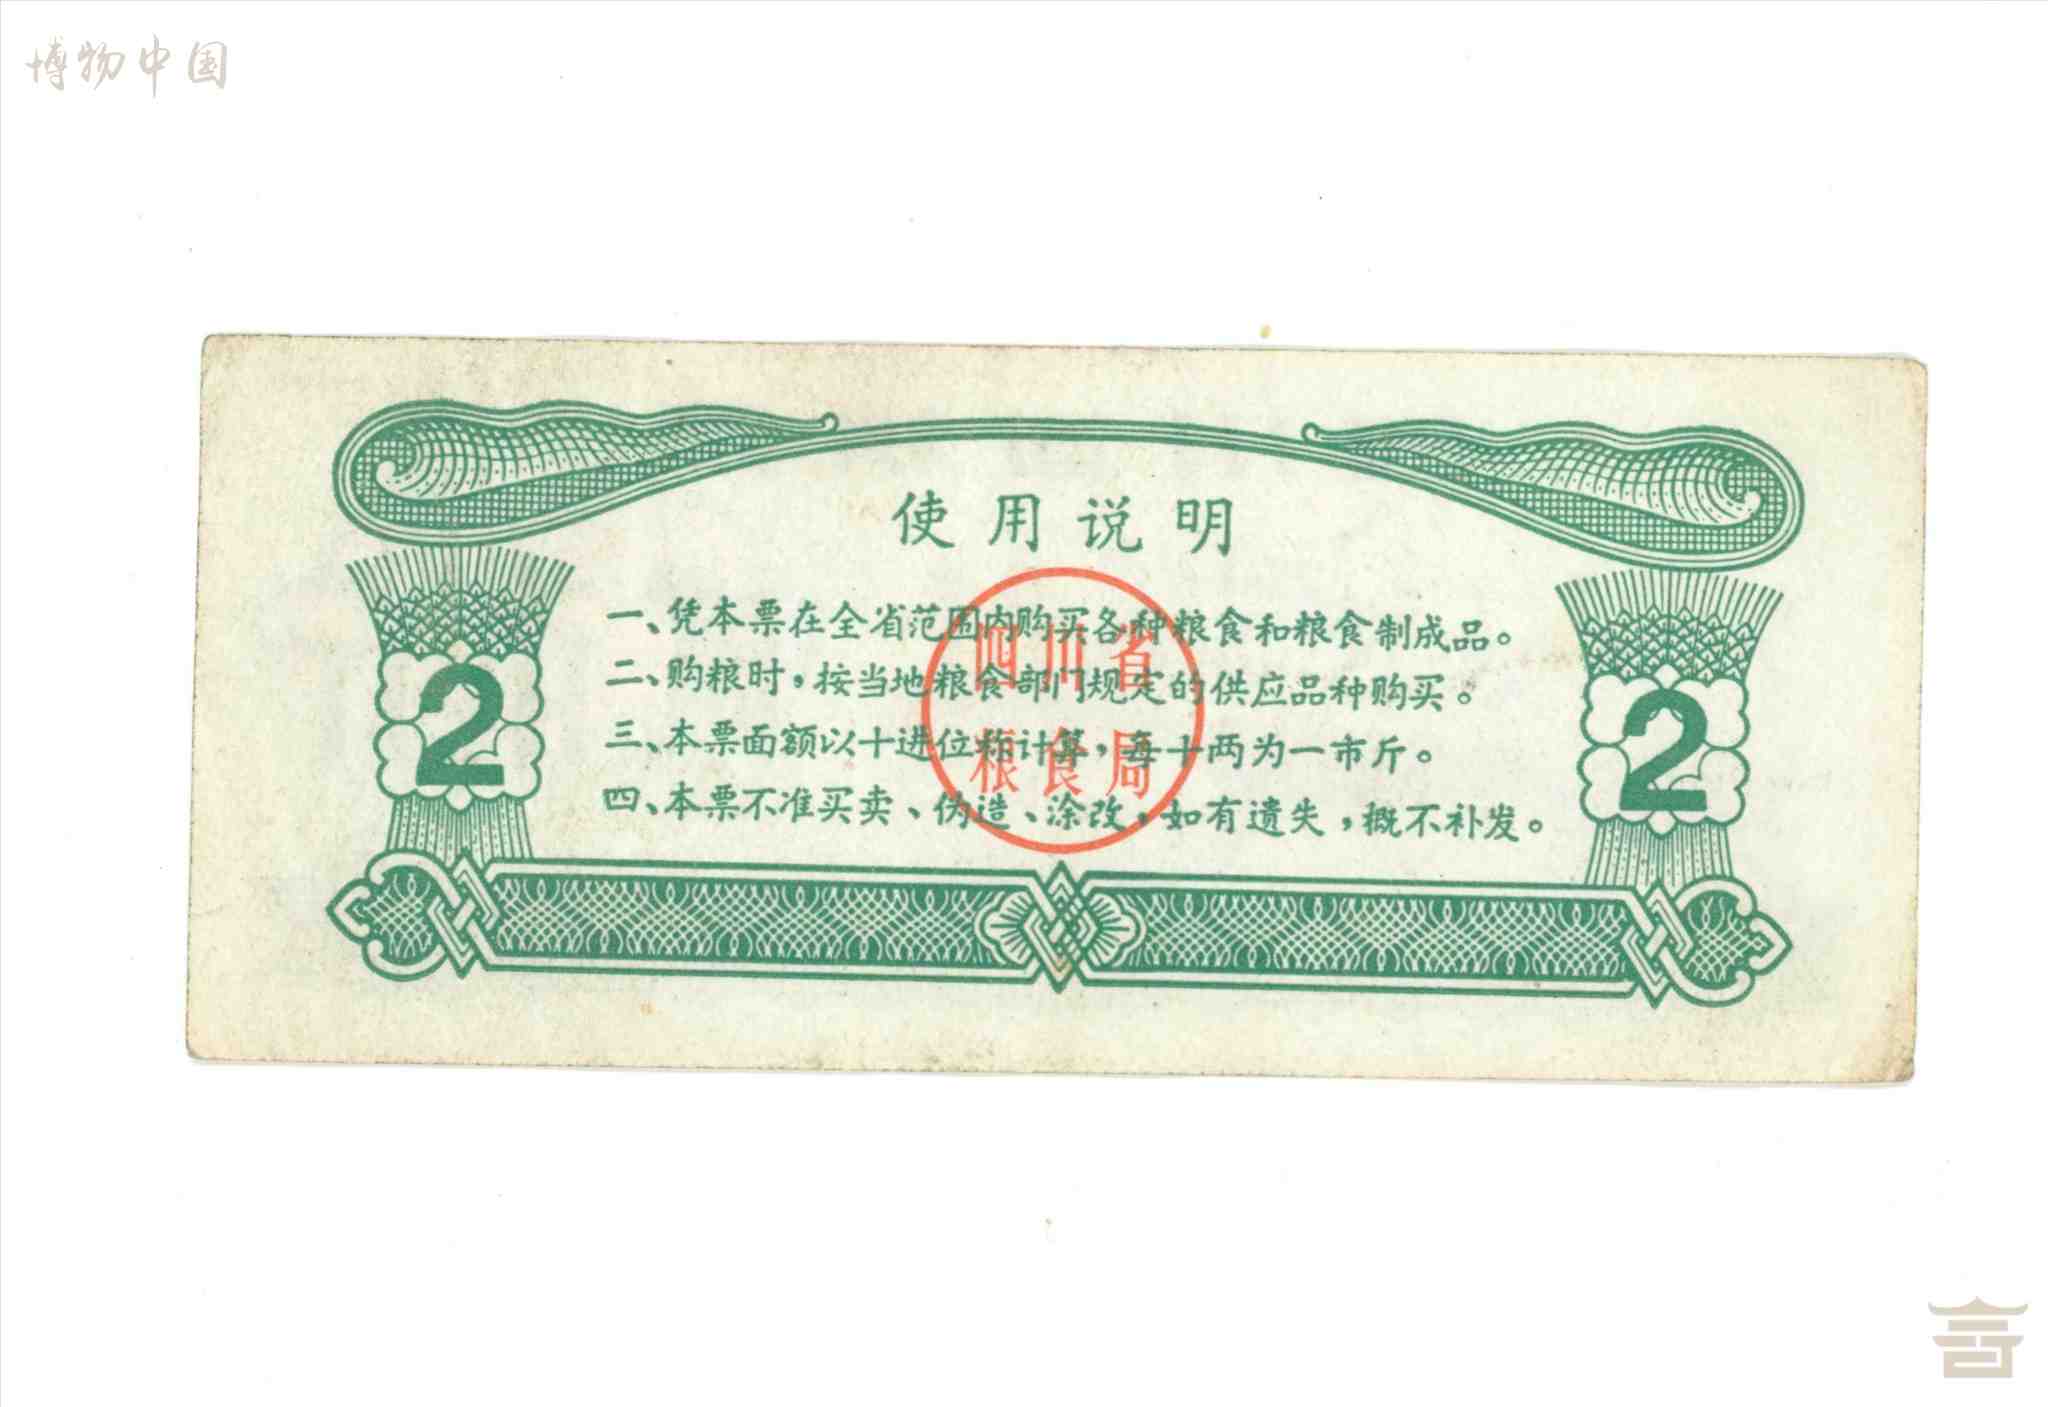 博物中国
使用说明
一、凭本票在全省范围内购买各种粮食和粮食制成品。
二、购粮时，按当地粮食部门规定的供应品种购买。
三、本票面额以十进位称计算，每十两为一市斤。
四、本票不准买卖、伪造、涂改，如有遗失，概不补发。
四川省
粮食局
2
2